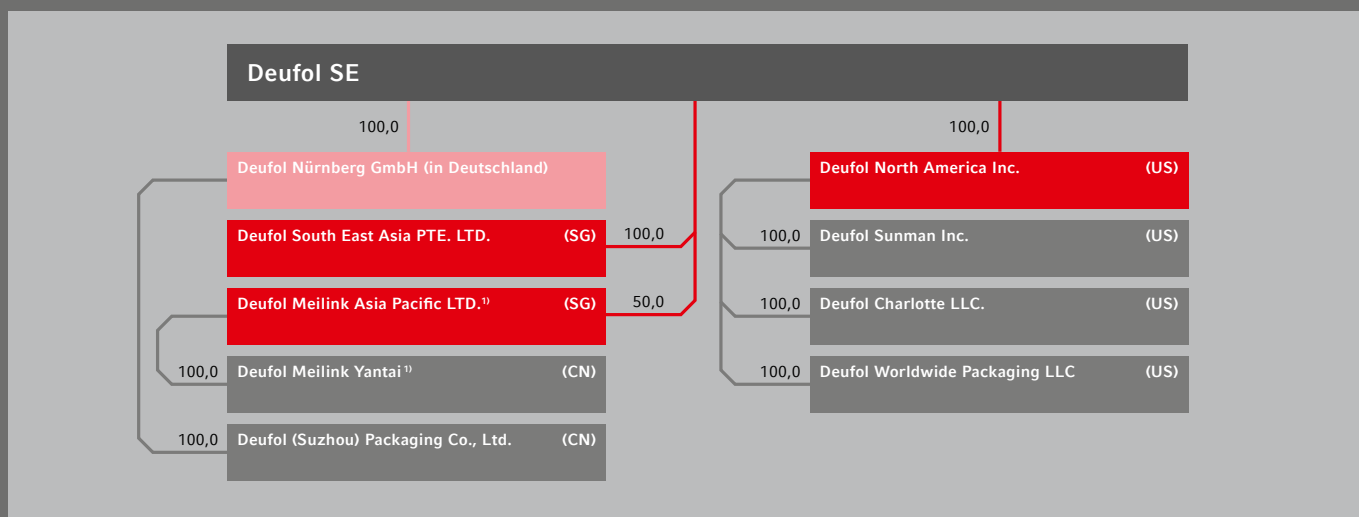 Deufol SE
100,0
Deufol Nürnberg GmbH (in Deutschland)
Deufol South East Asia PTE. LTD. (SG) 100,0
Deufol Meilink Asia Pacific LTD.¹⁾ (SG) 50,0
100,0 Deufol Meilink Yantai¹⁾ (CN)
100,0 Deufol (Suzhou) Packaging Co., Ltd. (CN)
100,0
Deufol North America Inc. (US)
100,0 Deufol Sunman Inc. (US)
100,0 Deufol Charlotte LLC. (US)
100,0 Deufol Worldwide Packaging LLC (US)